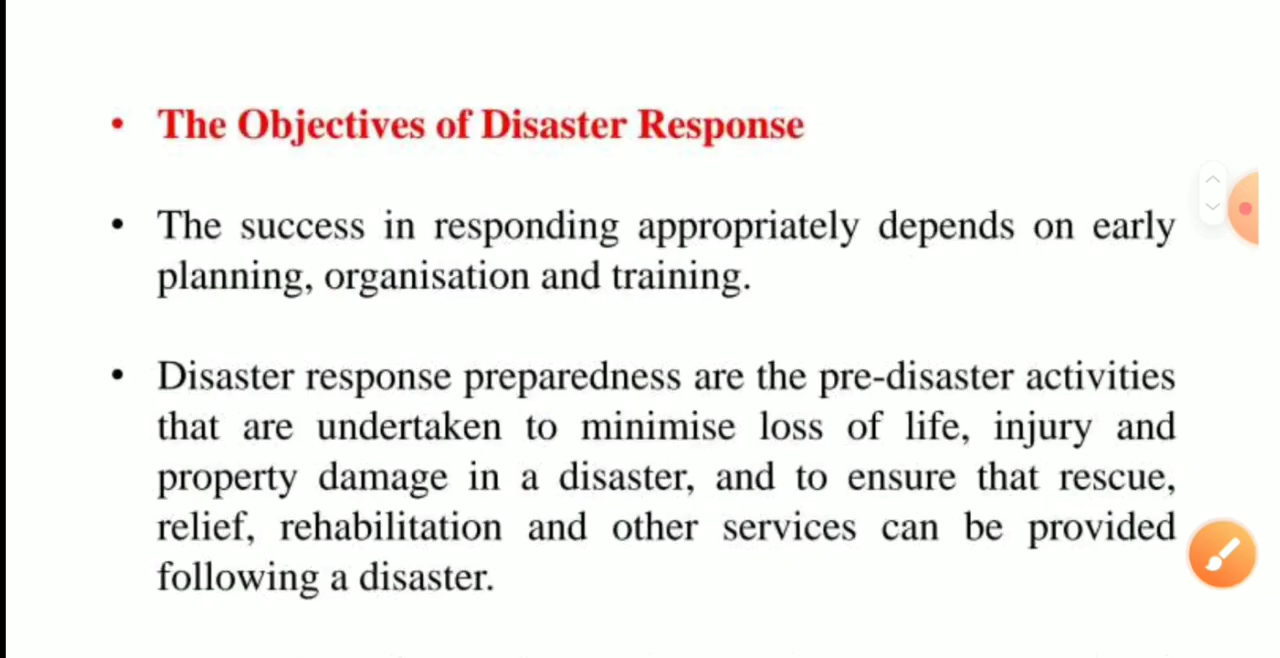 • The Objectives of Disaster Response
• The success in responding appropriately depends on early
planning, organisation and training.
• Disaster response preparedness are the pre-disaster activities
that are undertaken to minimise loss of life, injury and
property damage in a disaster, and to ensure that rescue,
relief, rehabilitation and other services can be provided
following a disaster.